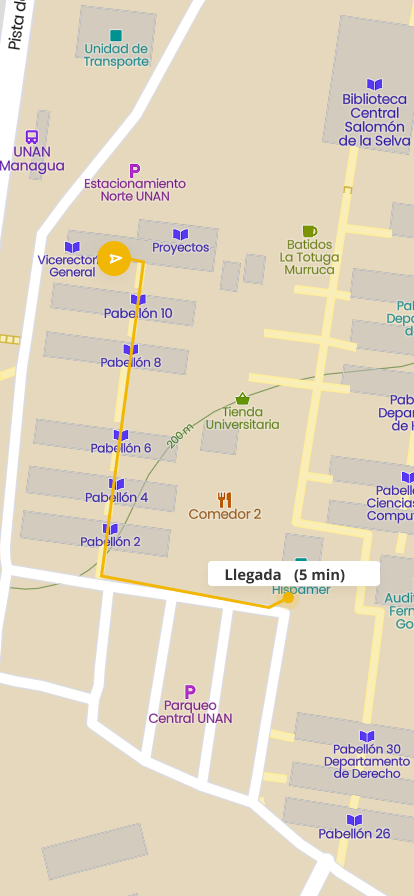 Pista d
Unidad de
Transporte
Biblioteca
Central
Salomón
de la Selva
UNAN
Managua
Estacionamiento
Norte UNAN
Proyectos
Vicerector
General
A
Batidos
La Totuga
Murruca
Pabellón 10
Pab
Depa
de
Pabellón 8
Tienda
Universitaria
Pab
Depar
de H
200 m
Pabellón 6
Pabellón 4
Pabell
Ciencias
Compu
Comedor 2
Pabellón 2
Llegada (5 min)
Hispamer
Audi
Fern
Go
Parqueo
Central UNAN
Pabellón 30
Departamento
de Derecho
Pabellón 26